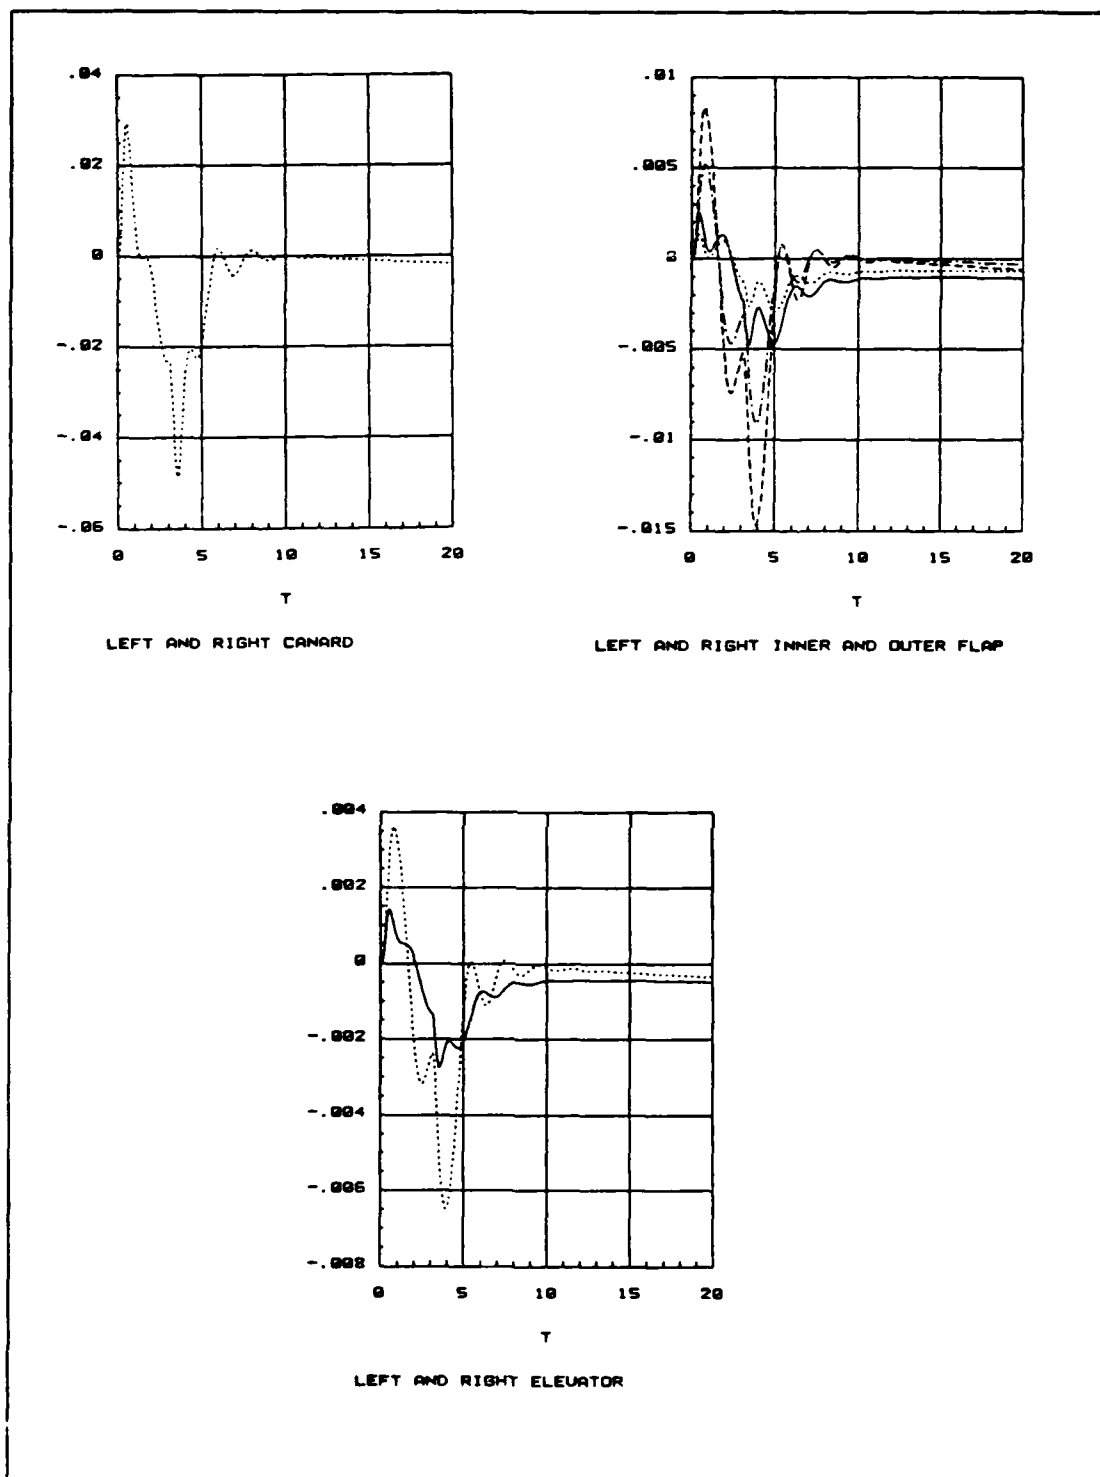 .04
.02
0
-.02
-.04
-.06
0 5 10 15 20
T
LEFT AND RIGHT CANARD
.01
.005
0
-.005
-.01
-.015
0 5 10 15 20
T
LEFT AND RIGHT INNER AND OUTER FLAP
.004
.002
0
-.002
-.004
-.006
-.008
0 5 10 15 20
T
LEFT AND RIGHT ELEVATOR